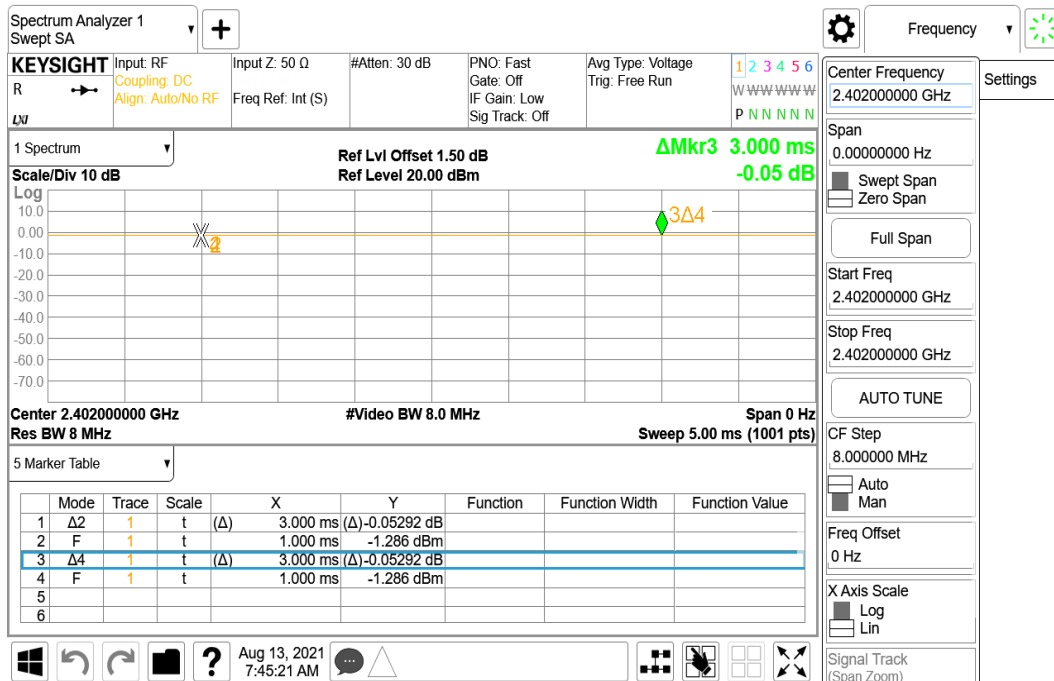 Spectrum Analyzer 1
Swept SA
+
Frequency
KEYSIGHT Input: RF Input Z: 50 Ω #Atten: 30 dB PNO: Fast Avg Type: Voltage 1 2 3 4 5 6
R Coupling: DC Gate: Off Trig: Free Run
Align: Auto/No RF Freq Ref: Int (S) IF Gain: Low W W W W W W
LXI Sig Track: Off P N N N N N
1 Spectrum
Ref Lvl Offset 1.50 dB ΔMkr3 3.000 ms
Scale/Div 10 dB Ref Level 20.00 dBm -0.05 dB
Log
10.0
0.00
-10.0
-20.0
-30.0
-40.0
-50.0
-60.0
-70.0
3Δ4
Center 2.402000000 GHz #Video BW 8.0 MHz Span 0 Hz
Res BW 8 MHz Sweep 5.00 ms (1001 pts)
5 Marker Table
Mode Trace Scale X Y Function Function Width Function Value
1 Δ2 1 t (Δ) 3.000 ms (Δ) -0.05292 dB
2 F 1 t 1.000 ms -1.286 dBm
3 Δ4 1 t (Δ) 3.000 ms (Δ) -0.05292 dB
4 F 1 t 1.000 ms -1.286 dBm
5
6
?
Aug 13, 2021
7:45:21 AM
Center Frequency
2.402000000 GHz
Settings
Span
0.00000000 Hz
Swept Span
Zero Span
Full Span
Start Freq
2.402000000 GHz
Stop Freq
2.402000000 GHz
AUTO TUNE
CF Step
8.000000 MHz
Auto
Man
Freq Offset
0 Hz
X Axis Scale
Log
Lin
Signal Track
(Span Zoom)